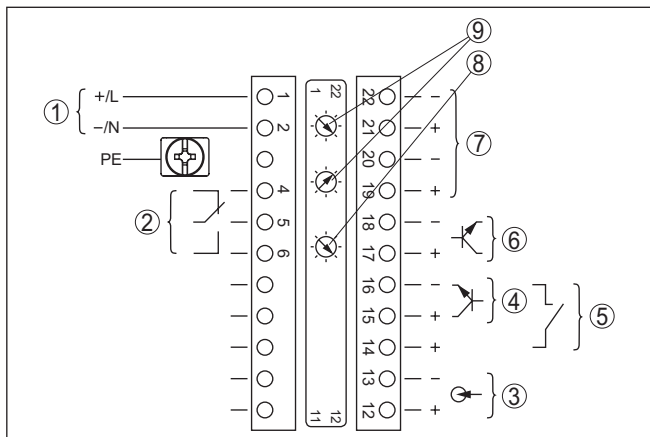 ⑨
⑧
① +/L 1 1 22 22 −
−/N 2 21 + ⑦
PE 20 −
4 19 +
② 5 18 − ⑥
6 17 +
16 − ④
15 + ⑤
14 +
13 − ③
11 12 12 +